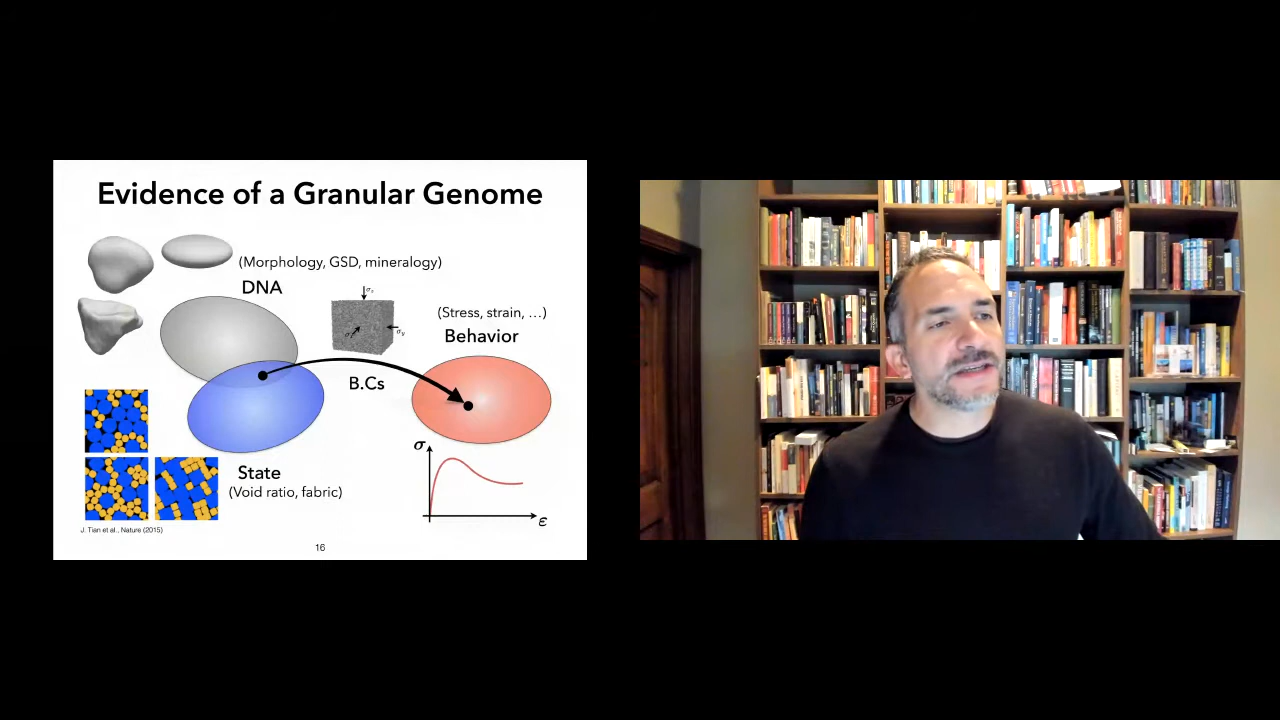 Evidence of a Granular Genome
(Morphology, GSD, mineralogy)
DNA
(Stress, strain, ...)
Behavior
B.Cs
σ
ε
State
(Void ratio, fabric)
J. Tian et al., Nature (2015)
16